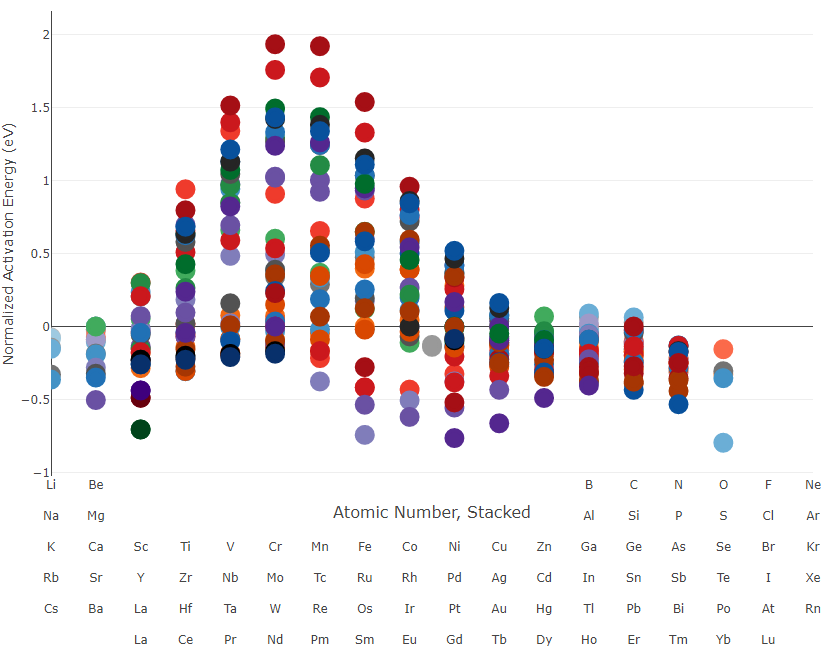 Normalized Activation Energy (eV)
2
1.5
1
0.5
0
−0.5
−1
Li Be B C N O F Ne
Na Mg Al Si P S Cl Ar
Atomic Number, Stacked
K Ca Sc Ti V Cr Mn Fe Co Ni Cu Zn Ga Ge As Se Br Kr
Rb Sr Y Zr Nb Mo Tc Ru Rh Pd Ag Cd In Sn Sb Te I Xe
Cs Ba La Hf Ta W Re Os Ir Pt Au Hg Tl Pb Bi Po At Rn
La Ce Pr Nd Pm Sm Eu Gd Tb Dy Ho Er Tm Yb Lu